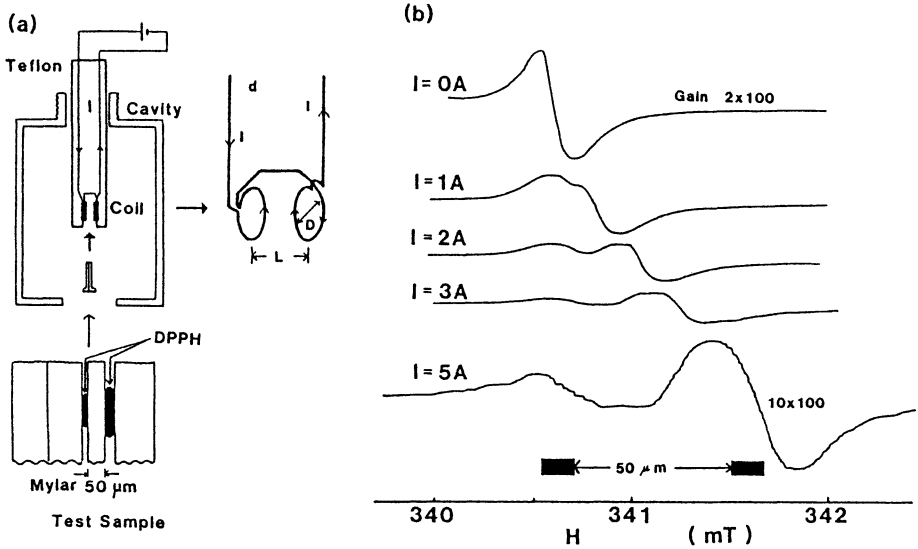 (a)
Teflon
I
Cavity
Coil
d
I
I
D
L
DPPH
Mylar 50 μm
Test Sample
(b)
I=0A
Gain 2x100
I=1A
I=2A
I=3A
I=5A
10x100
50 μm
340 341 342
H (mT)